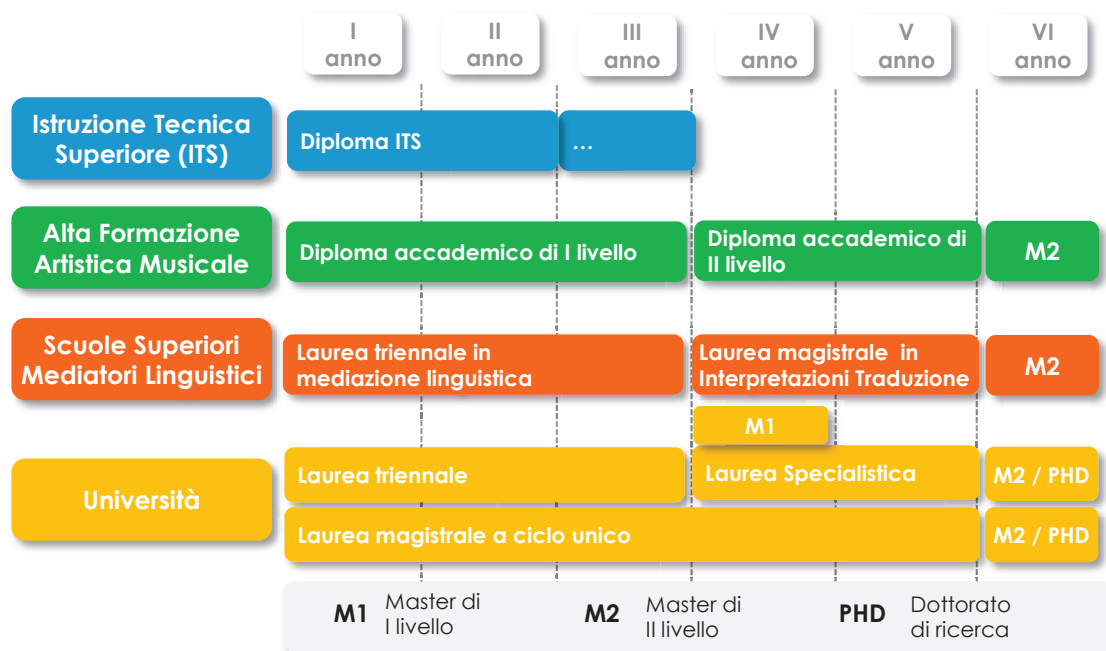 I
anno
II
anno
III
anno
IV
anno
V
anno
VI
anno
Istruzione Tecnica
Superiore (ITS)
Diploma ITS
...
Alta Formazione
Artistica Musicale
Diploma accademico di I livello
Diploma accademico di
II livello
M2
Scuole Superiori
Mediatori Linguistici
Laurea triennale in
mediazione linguistica
Laurea magistrale in
Interpretazioni Traduzione
M2
M1
Università
Laurea triennale
Laurea Specialistica
M2 / PHD
Laurea magistrale a ciclo unico
M2 / PHD
M1
Master di
I livello
M2
Master di
II livello
PHD
Dottorato
di ricerca